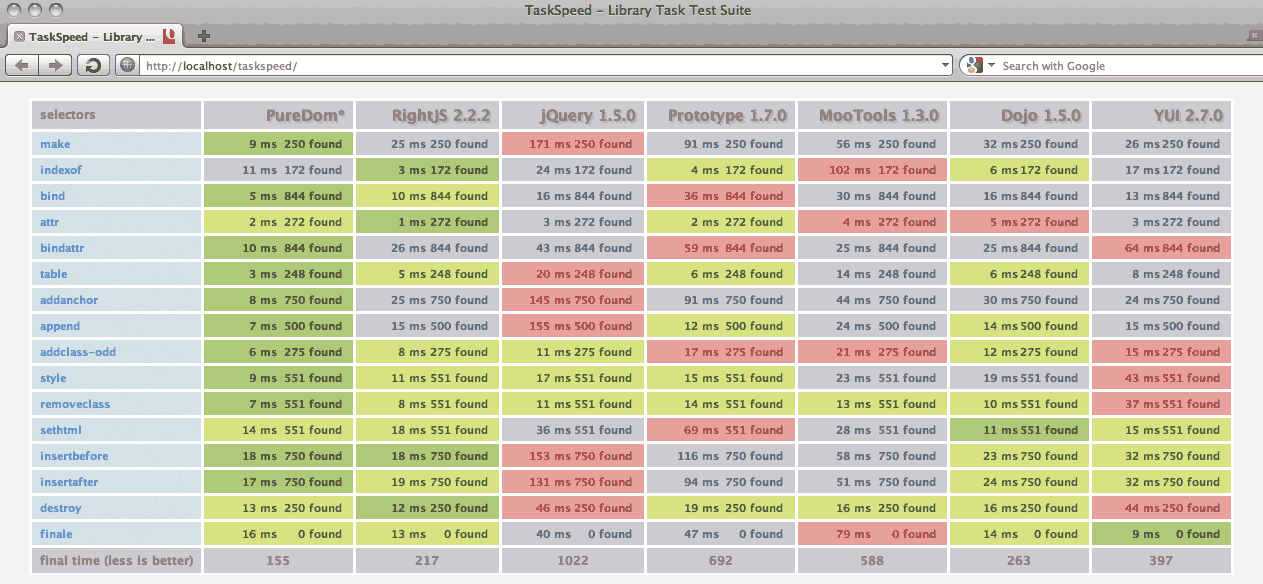 TaskSpeed – Library Task Test Suite
TaskSpeed – Library ...
http://localhost/taskspeed/ Search with Google
selectors PureDom* RightJS 2.2.2 jQuery 1.5.0 Prototype 1.7.0 MooTools 1.3.0 Dojo 1.5.0 YUI 2.7.0
make 9 ms 250 found 25 ms 250 found 171 ms 250 found 91 ms 250 found 56 ms 250 found 32 ms 250 found 26 ms 250 found
indexof 11 ms 172 found 3 ms 172 found 24 ms 172 found 4 ms 172 found 102 ms 172 found 6 ms 172 found 17 ms 172 found
bind 5 ms 844 found 10 ms 844 found 16 ms 844 found 36 ms 844 found 30 ms 844 found 16 ms 844 found 13 ms 844 found
attr 2 ms 272 found 1 ms 272 found 3 ms 272 found 2 ms 272 found 4 ms 272 found 5 ms 272 found 3 ms 272 found
bindattr 10 ms 844 found 26 ms 844 found 43 ms 844 found 59 ms 844 found 25 ms 844 found 25 ms 844 found 64 ms 844 found
table 3 ms 248 found 5 ms 248 found 20 ms 248 found 6 ms 248 found 14 ms 248 found 6 ms 248 found 8 ms 248 found
addanchor 8 ms 750 found 25 ms 750 found 145 ms 750 found 91 ms 750 found 44 ms 750 found 30 ms 750 found 24 ms 750 found
append 7 ms 500 found 15 ms 500 found 155 ms 500 found 12 ms 500 found 24 ms 500 found 14 ms 500 found 15 ms 500 found
addclass-odd 6 ms 275 found 8 ms 275 found 11 ms 275 found 17 ms 275 found 21 ms 275 found 12 ms 275 found 15 ms 275 found
style 9 ms 551 found 11 ms 551 found 17 ms 551 found 15 ms 551 found 23 ms 551 found 19 ms 551 found 43 ms 551 found
removeclass 7 ms 551 found 8 ms 551 found 11 ms 551 found 14 ms 551 found 13 ms 551 found 10 ms 551 found 37 ms 551 found
sethtml 14 ms 551 found 18 ms 551 found 36 ms 551 found 69 ms 551 found 28 ms 551 found 11 ms 551 found 15 ms 551 found
insertbefore 18 ms 750 found 18 ms 750 found 153 ms 750 found 116 ms 750 found 58 ms 750 found 23 ms 750 found 32 ms 750 found
insertafter 17 ms 750 found 19 ms 750 found 131 ms 750 found 94 ms 750 found 51 ms 750 found 24 ms 750 found 32 ms 750 found
destroy 13 ms 250 found 12 ms 250 found 46 ms 250 found 19 ms 250 found 16 ms 250 found 16 ms 250 found 44 ms 250 found
finale 16 ms 0 found 13 ms 0 found 40 ms 0 found 47 ms 0 found 79 ms 0 found 14 ms 0 found 9 ms 0 found
final time (less is better) 155 217 1022 692 588 263 397